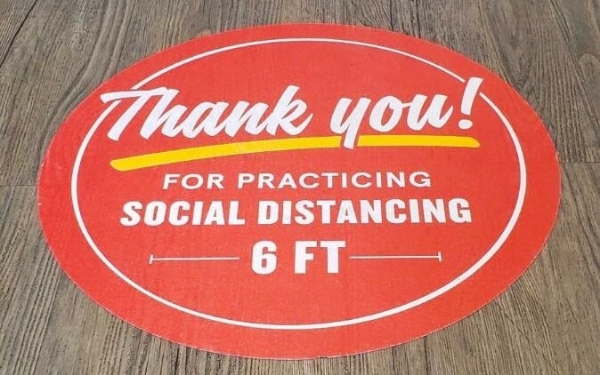 Thank you!
FOR PRACTICING
SOCIAL DISTANCING
6 FT